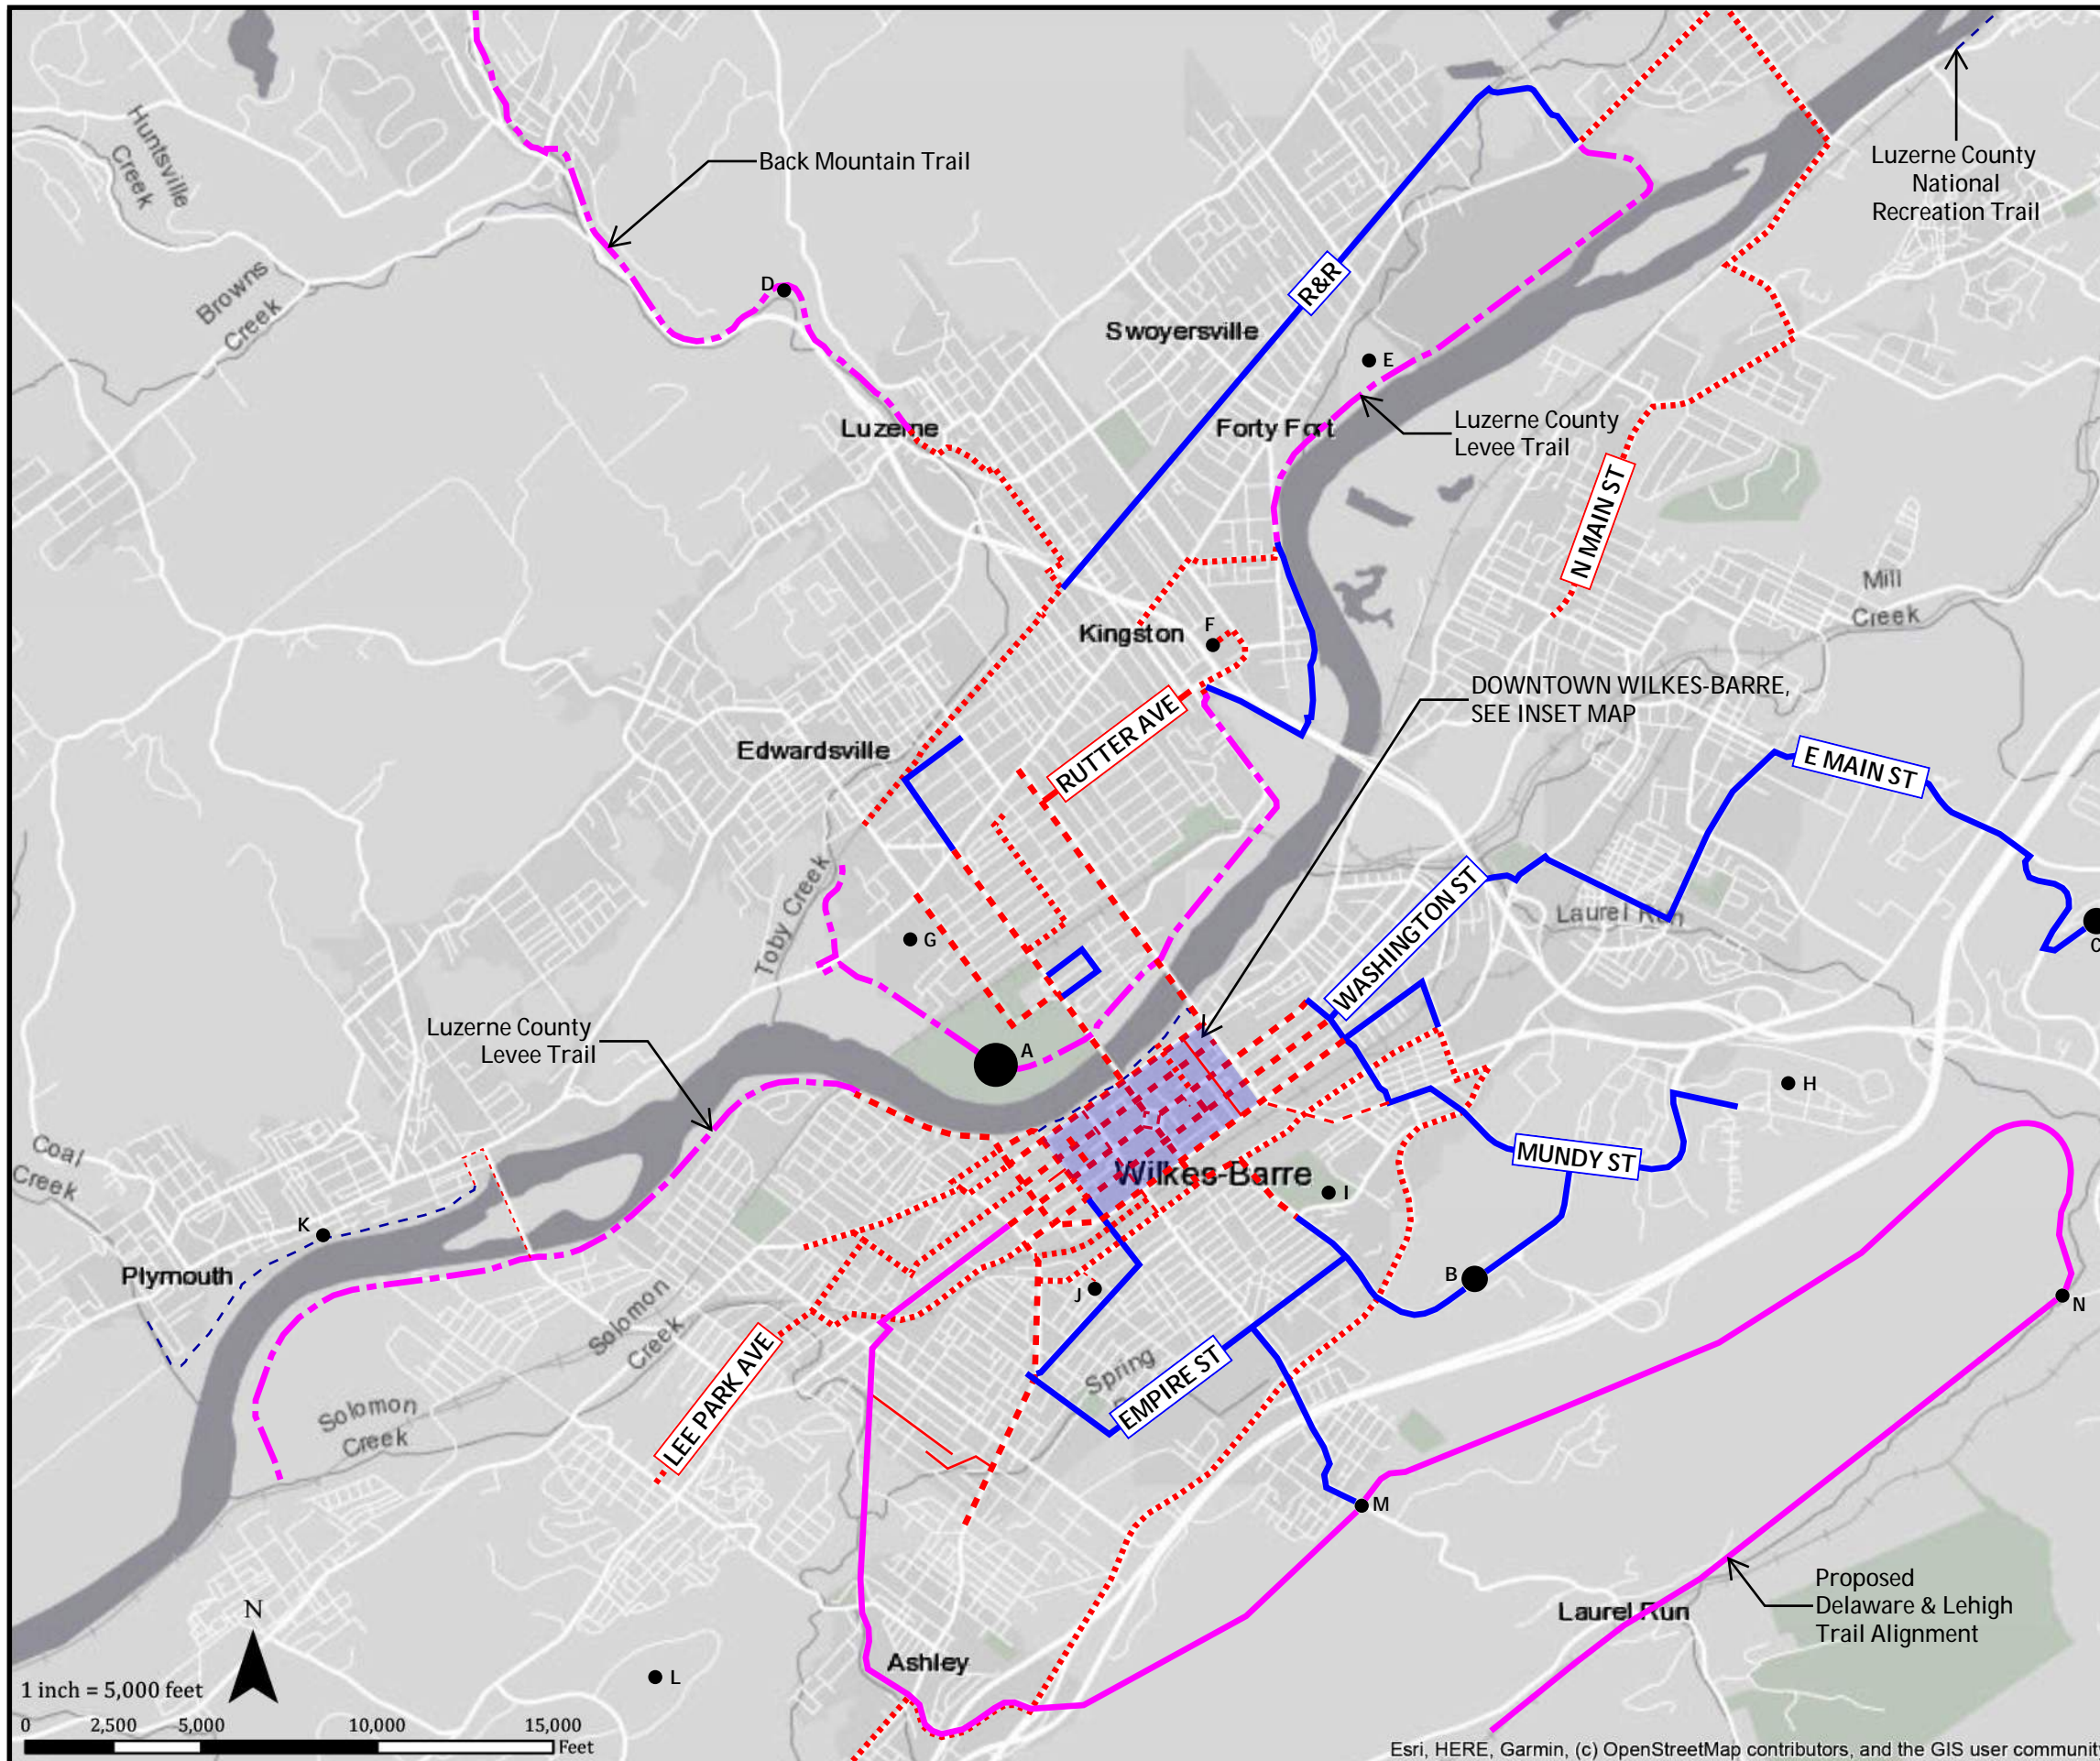 Huntsville
Creek
Back Mountain Trail
Luzerne County
National
Recreation Trail
Browns
Creek
D
R&R
Swoyersville
E
Luzerne
Forty Fort
Luzerne County
Levee Trail
N MAIN ST
Mill
Creek
Kingston
F
RUTTER AVE
DOWNTOWN WILKES-BARRE,
SEE INSET MAP
Edwardsville
E MAIN ST
Toby Creek
G
WASHINGTON ST
Laurel Run
C
Luzerne County
Levee Trail
A
H
Coal
Creek
MUNDY ST
Wilkes-Barre
I
K
Plymouth
B
J
N
Solomon
Creek
LEE PARK AVE
Spring
EMPIRE ST
Solomon
Creek
M
Proposed
Delaware & Lehigh
Trail Alignment
Laurel Run
N
Ashley
L
1 inch = 5,000 feet
0 2,500 5,000 10,000 15,000
Feet
Esri, HERE, Garmin, (c) OpenStreetMap contributors, and the GIS user communit